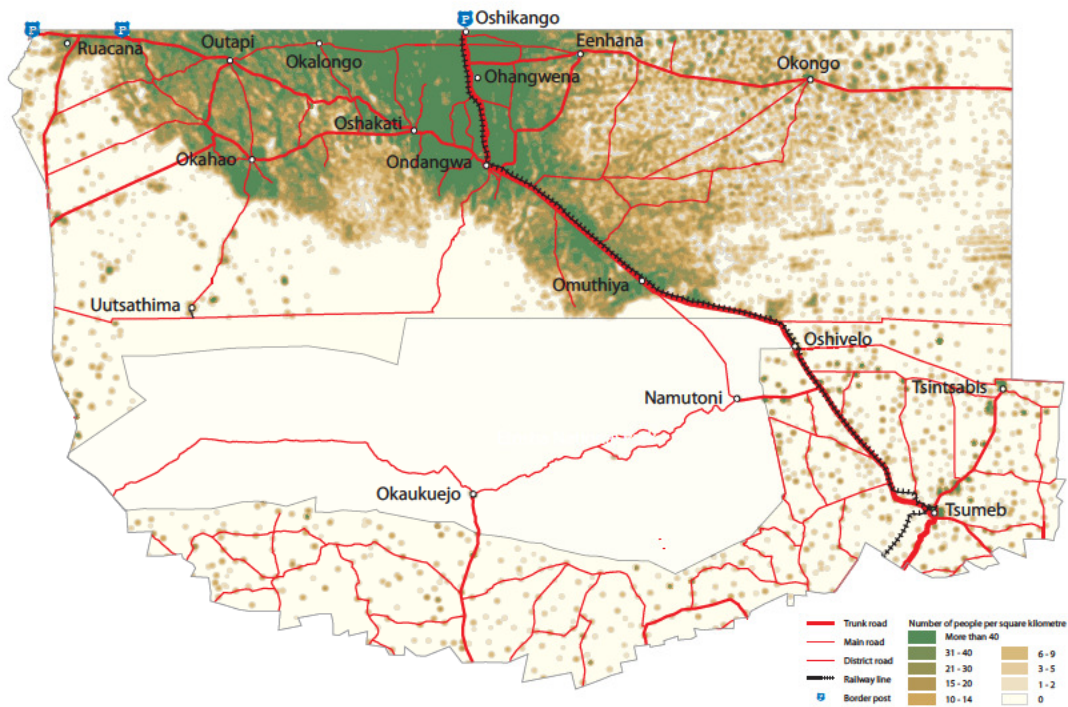 Oshikango
Ruacana
Outapi
Okalongo
Eenhana
Ohangwena
Okongo
Oshakati
Okahao
Ondangwa
Omuthiya
Uutsathima
Oshivelo
Tsintsabis
Namutoni
Okaukuejo
Tsumeb
Trunk road
Main road
District road
Railway line
Border post
Number of people per square kilometre
More than 40
31 - 40
21 - 30
15 - 20
10 - 14
6 - 9
3 - 5
1 - 2
0